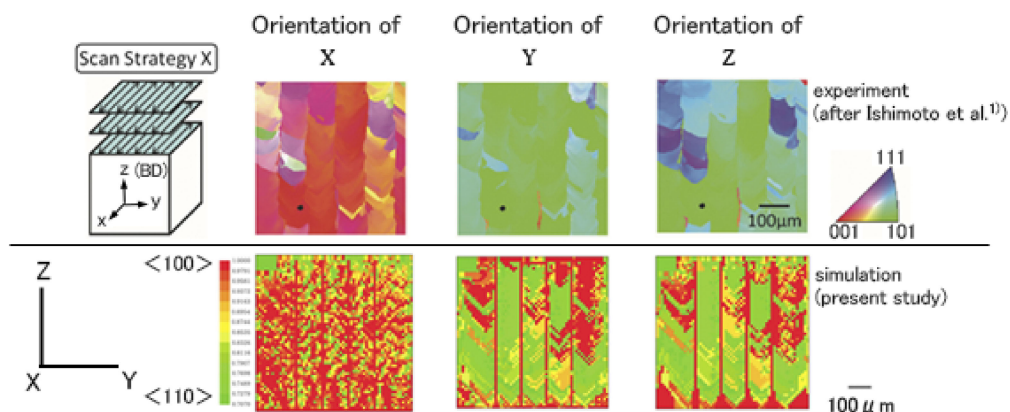 Orientation of X
Orientation of Y
Orientation of Z
Scan Strategy X
z (BD)
y
x
experiment
(after Ishimoto et al.¹⁾)
111
001
101
100μm
<100>
<110>
Z
X
Y
simulation
(present study)
100 μ m